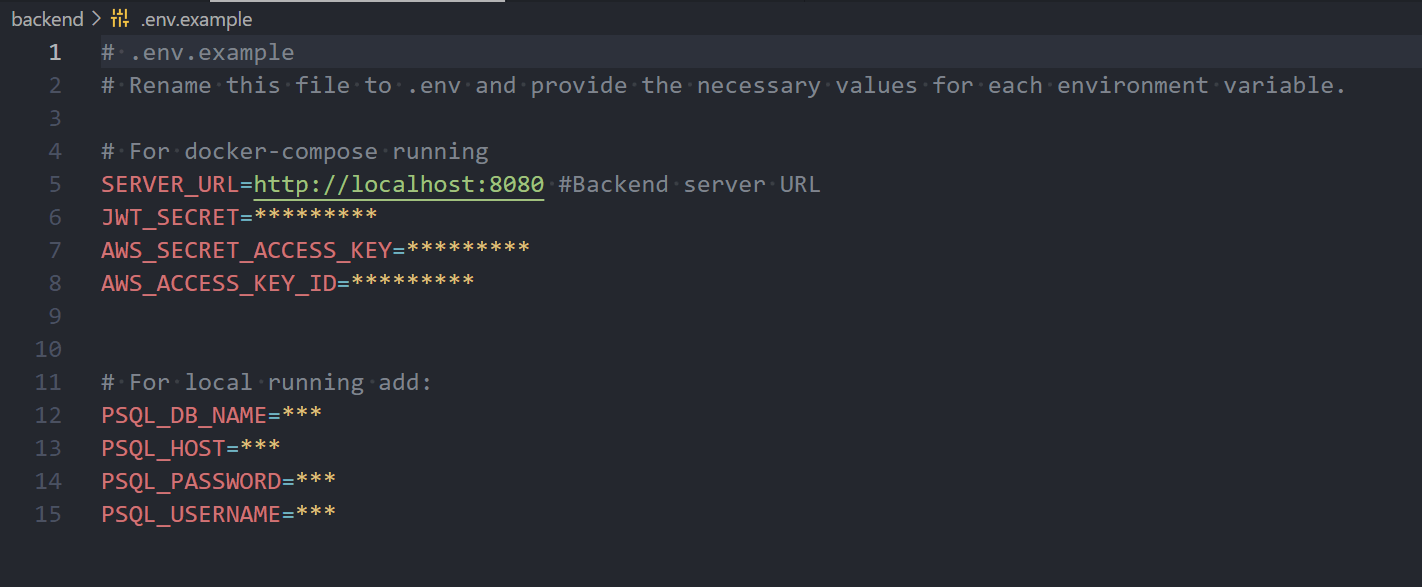 backend > .env.example
1 # .env.example
2 # Rename this file to .env and provide the necessary values for each environment variable.
3
4 # For docker-compose running
5 SERVER_URL=http://localhost:8080 #Backend server URL
6 JWT_SECRET=*********
7 AWS_SECRET_ACCESS_KEY=*********
8 AWS_ACCESS_KEY_ID=*********
9
10
11 # For local running add:
12 PSQL_DB_NAME=***
13 PSQL_HOST=***
14 PSQL_PASSWORD=***
15 PSQL_USERNAME=***